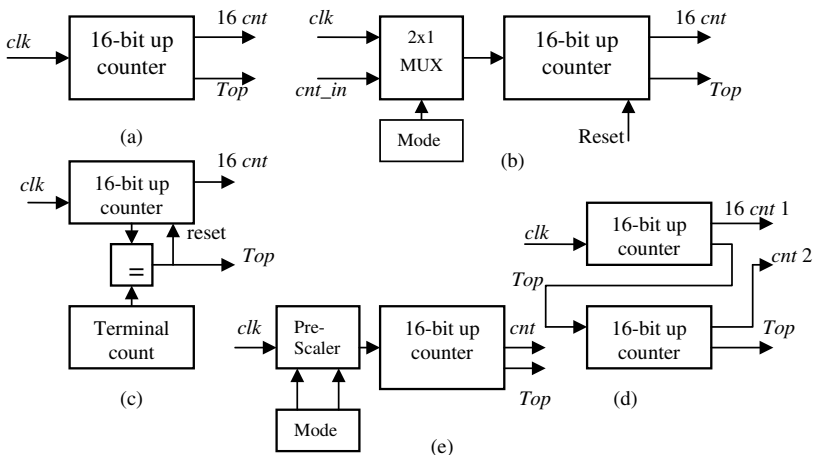 clk
16-bit up
counter
16 cnt
Top
(a)
clk
cnt_in
2x1
MUX
Mode
16-bit up
counter
16 cnt
Top
Reset
(b)
clk
16-bit up
counter
16 cnt
reset
=
Top
Terminal
count
(c)
clk
16-bit up
counter
16 cnt 1
Top
cnt 2
16-bit up
counter
Top
(d)
clk
Pre-
Scaler
16-bit up
counter
cnt
Top
Mode
(e)